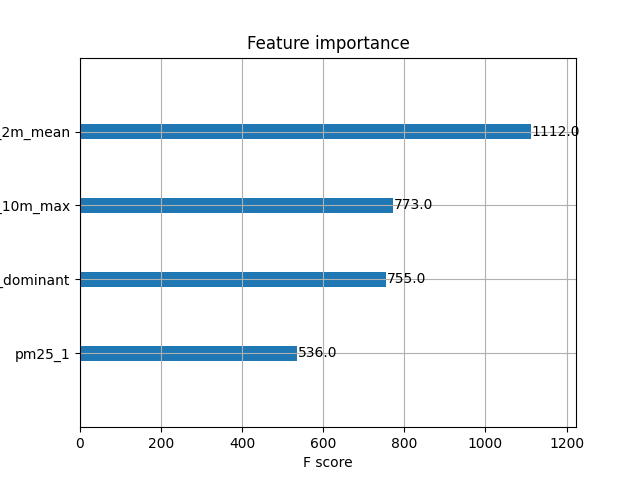 Feature importance
_2m_mean
1112.0
_10m_max
773.0
_dominant
755.0
pm25_1
536.0
0 200 400 600 800 1000 1200
F score